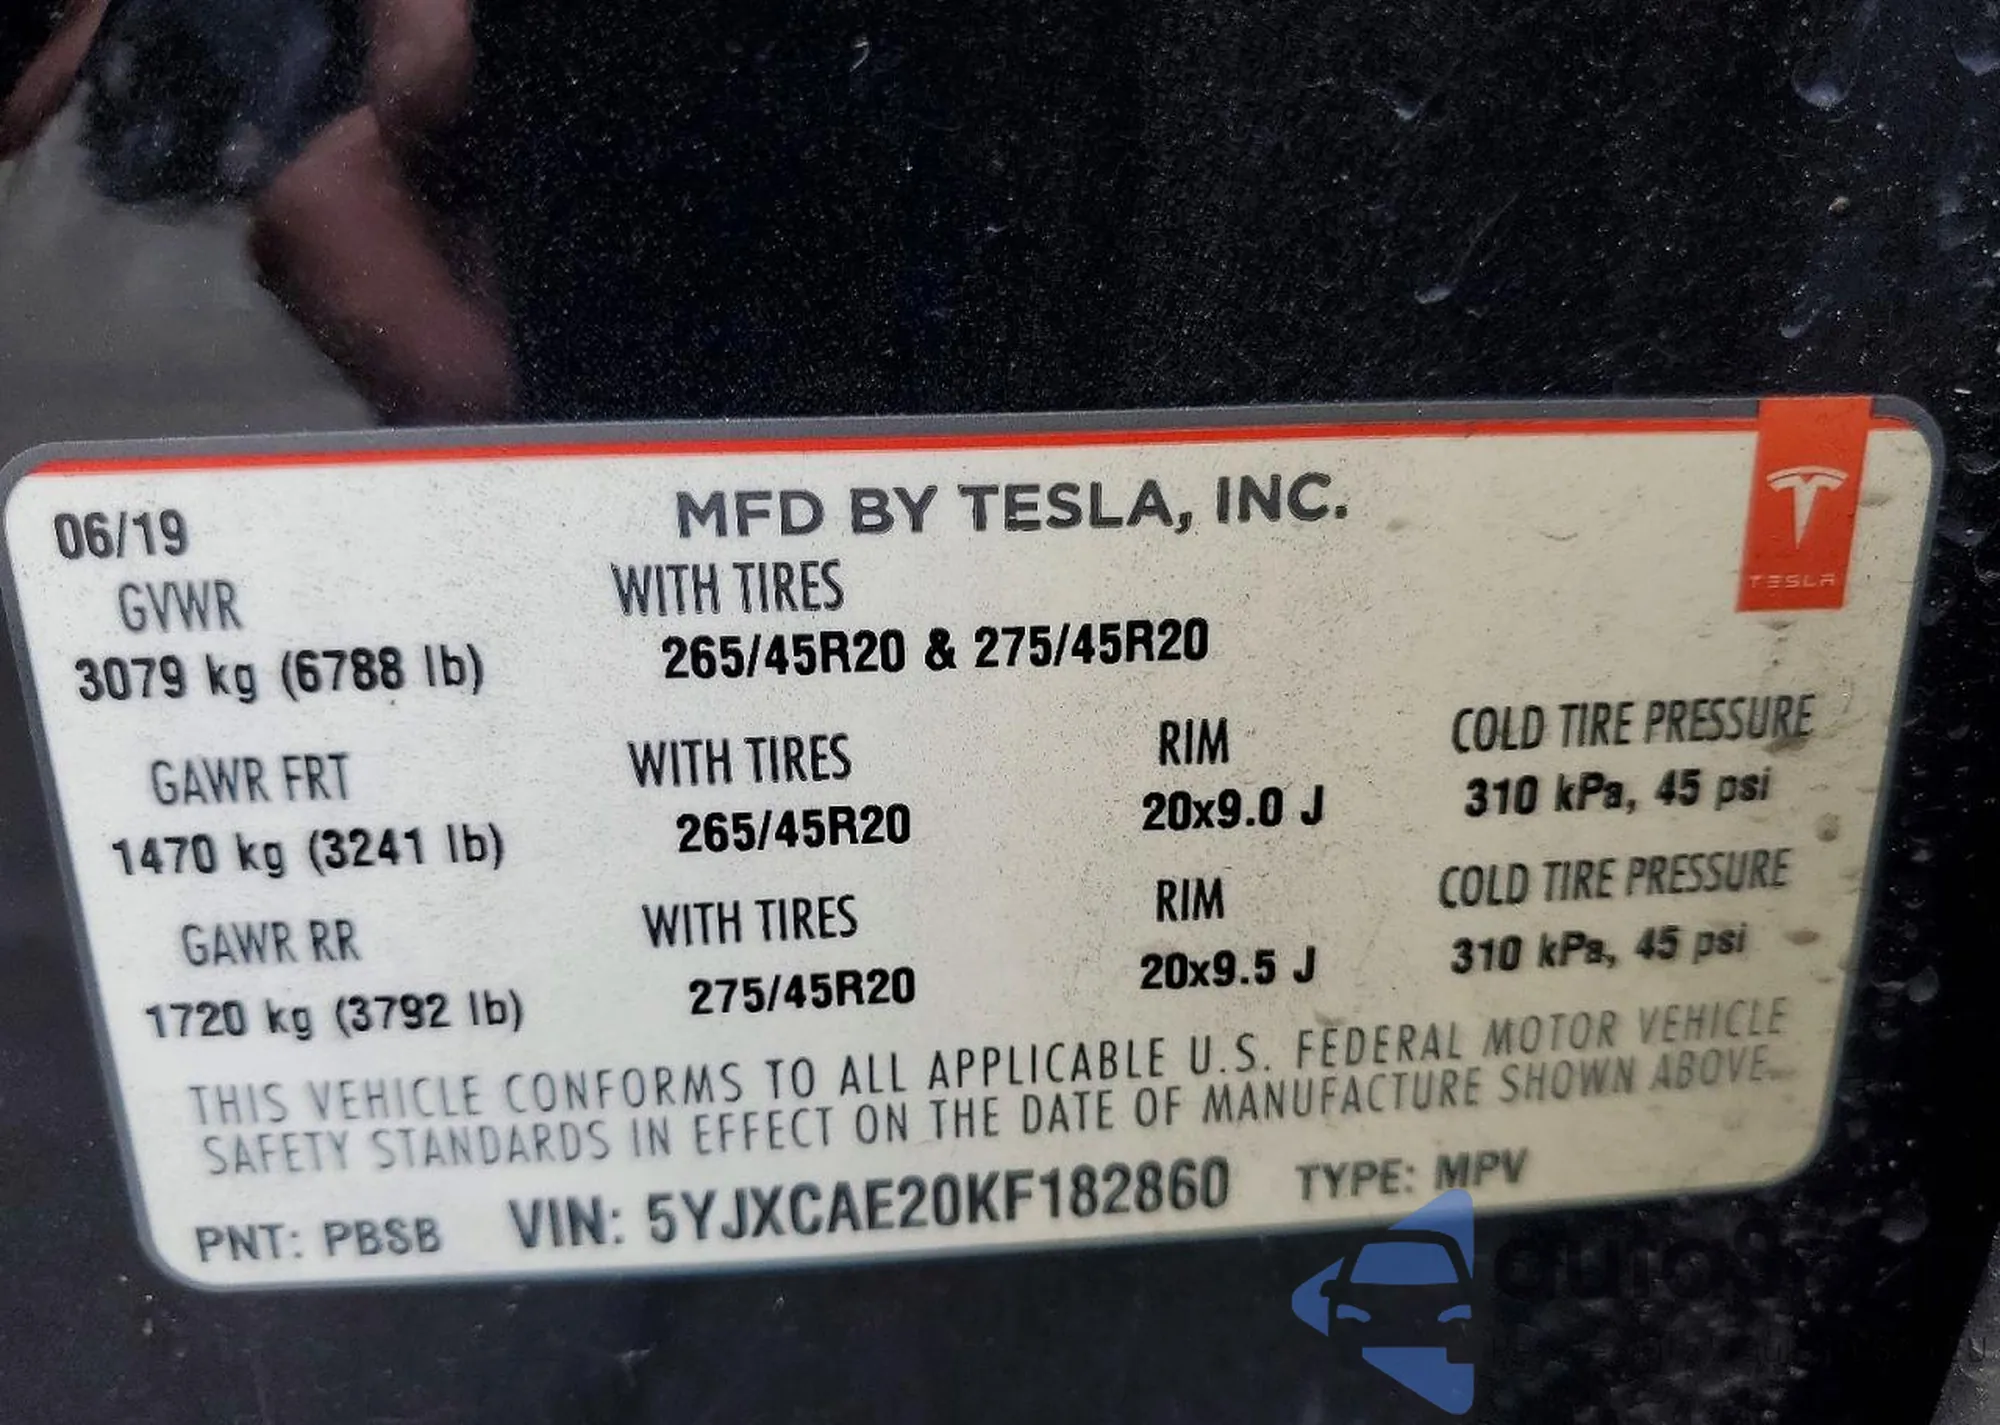 06/19 MFD BY TESLA, INC.
TESLA
GVWR WITH TIRES
3079 kg (6788 lb) 265/45R20 & 275/45R20
GAWR FRT WITH TIRES RIM COLD TIRE PRESSURE
1470 kg (3241 lb) 265/45R20 20x9.0 J 310 kPa, 45 psi
GAWR RR WITH TIRES RIM COLD TIRE PRESSURE
1720 kg (3792 lb) 275/45R20 20x9.5 J 310 kPa, 45 psi
THIS VEHICLE CONFORMS TO ALL APPLICABLE U.S. FEDERAL MOTOR VEHICLE
SAFETY STANDARDS IN EFFECT ON THE DATE OF MANUFACTURE SHOWN ABOVE.
PNT: PBSB VIN: 5YJXCAE20KF182860 TYPE: MPV